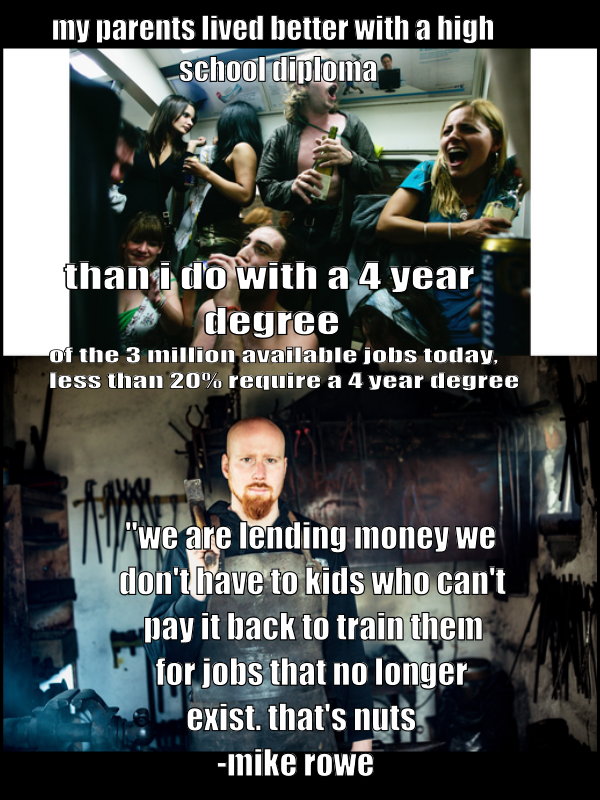 my parents lived better with a high
school diploma
than i do with a 4 year
degree
of the 3 million available jobs today,
less than 20% require a 4 year degree
"we are lending money we
don't have to kids who can't
pay it back to train them
for jobs that no longer
exist. that's nuts
-mike rowe